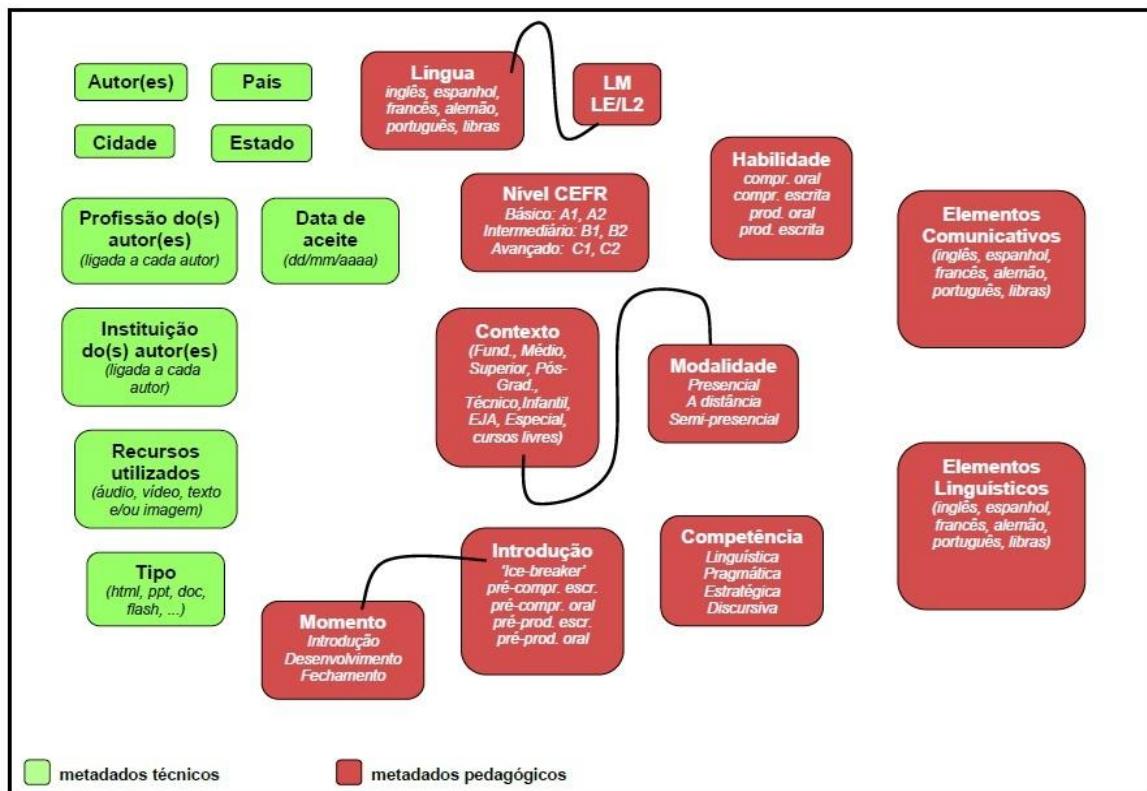 Autor(es)
País
Cidade
Estado
Profissão do(s)
autor(es)
(ligada a cada autor)
Data de
aceite
(dd/mm/aaaa)
Instituição
do(s) autor(es)
(ligada a cada
autor)
Recursos
utilizados
(áudio, vídeo, texto
e/ou imagem)
Tipo
(html, ppt, doc,
flash, ...)
Língua
inglês, espanhol,
francês, alemão,
português, libras
LM
LE/L2
Nível CEFR
Básico: A1, A2
Intermediário: B1, B2
Avançado: C1, C2
Habilidade
compr. oral
compr. escrita
prod. oral
prod. escrita
Contexto
(Fund., Médio,
Superior, Pós-
Grad.,
Técnico,Infantil,
EJA, Especial,
cursos livres)
Modalidade
Presencial
A distância
Semi-presencial
Momento
Introdução
Desenvolvimento
Fechamento
Introdução
'Ice-breaker'
pré-compr. escr.
pré-compr. oral
pré-prod. escr.
pré-prod. oral
Competência
Linguística
Pragmática
Estratégica
Discursiva
Elementos
Comunicativos
(inglês, espanhol,
francês, alemão,
português, libras)
Elementos
Linguísticos
(inglês, espanhol,
francês, alemão,
português, libras)
metadados técnicos
metadados pedagógicos